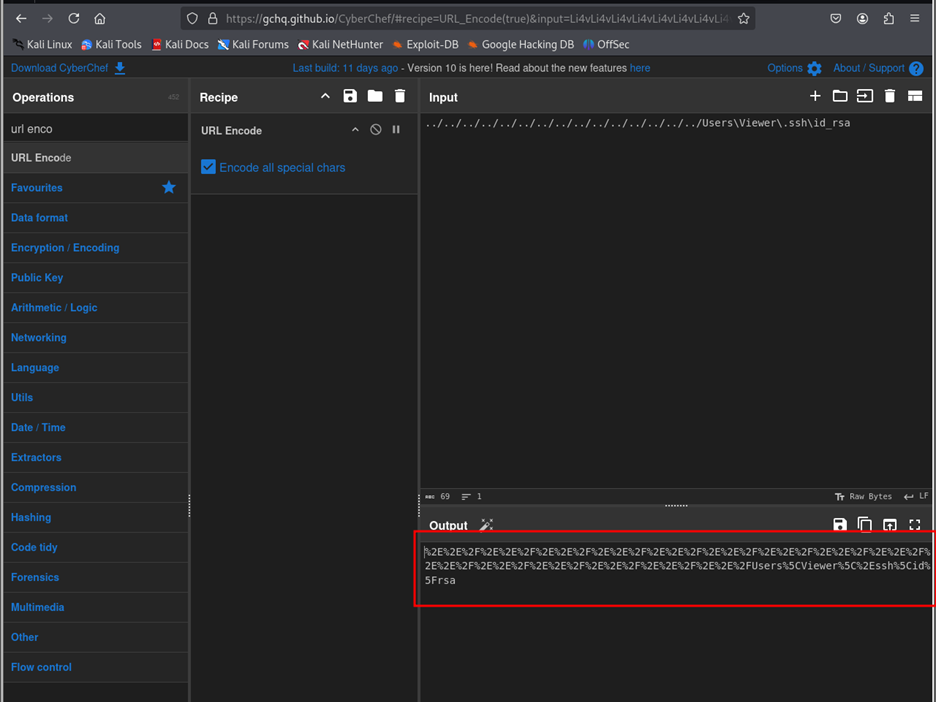 https://gchq.github.io/CyberChef/#recipe=URL_Encode(true)&input=Li4vLi4vLi4vLi4vLi4vLi4vLi4vLi4vLi4
Kali Linux Kali Tools Kali Docs Kali Forums Kali NetHunter Exploit-DB Google Hacking DB OffSec
Download CyberChef Last build: 11 days ago - Version 10 is here! Read about the new features here Options About / Support
Operations 452
url enco
URL Encode
Favourites
Data format
Encryption / Encoding
Public Key
Arithmetic / Logic
Networking
Language
Utils
Date / Time
Extractors
Compression
Hashing
Code tidy
Forensics
Multimedia
Other
Flow control
Recipe
URL Encode
Encode all special chars
Input
../../../../../../../../../../../../../../../Users\Viewer\.ssh\id_rsa
69 1 Raw Bytes LF
Output
%2E%2E%2F%2E%2E%2F%2E%2E%2F%2E%2E%2F%2E%2E%2F%2E%2E%2F%2E%2E%2F%2E%2E%2F%2E%2E%2F%
2E%2E%2F%2E%2E%2F%2E%2E%2F%2E%2E%2F%2E%2E%2F%2E%2E%2FUsers%5CViewer%5C%2Essh%5Cid%
5Frsa